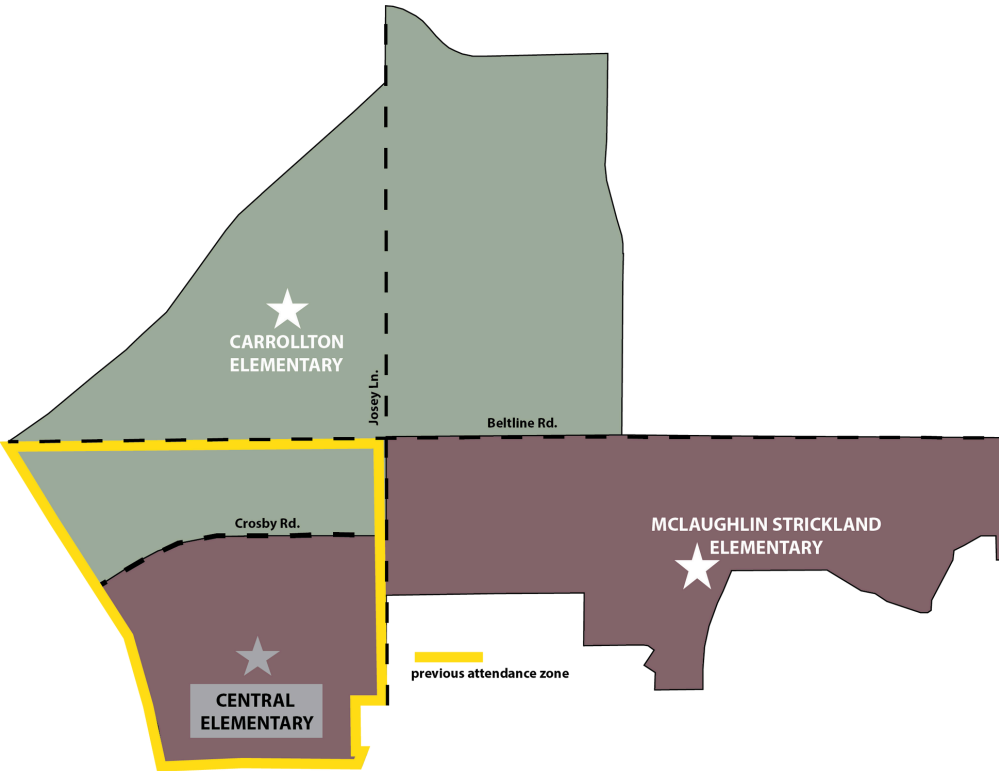 CARROLLTON
ELEMENTARY
Josey Ln.
Beltline Rd.
Crosby Rd.
MCLAUGHLIN STRICKLAND
ELEMENTARY
previous attendance zone
CENTRAL
ELEMENTARY